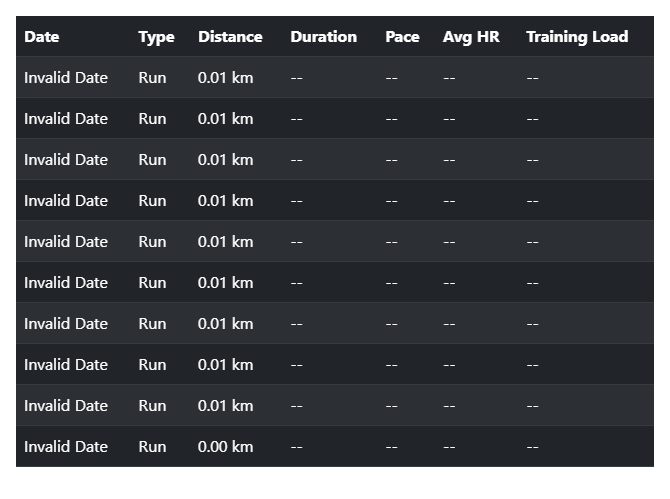 Date Type Distance Duration Pace Avg HR Training Load
Invalid Date Run 0.01 km -- -- -- --
Invalid Date Run 0.01 km -- -- -- --
Invalid Date Run 0.01 km -- -- -- --
Invalid Date Run 0.01 km -- -- -- --
Invalid Date Run 0.01 km -- -- -- --
Invalid Date Run 0.01 km -- -- -- --
Invalid Date Run 0.01 km -- -- -- --
Invalid Date Run 0.01 km -- -- -- --
Invalid Date Run 0.01 km -- -- -- --
Invalid Date Run 0.00 km -- -- -- --